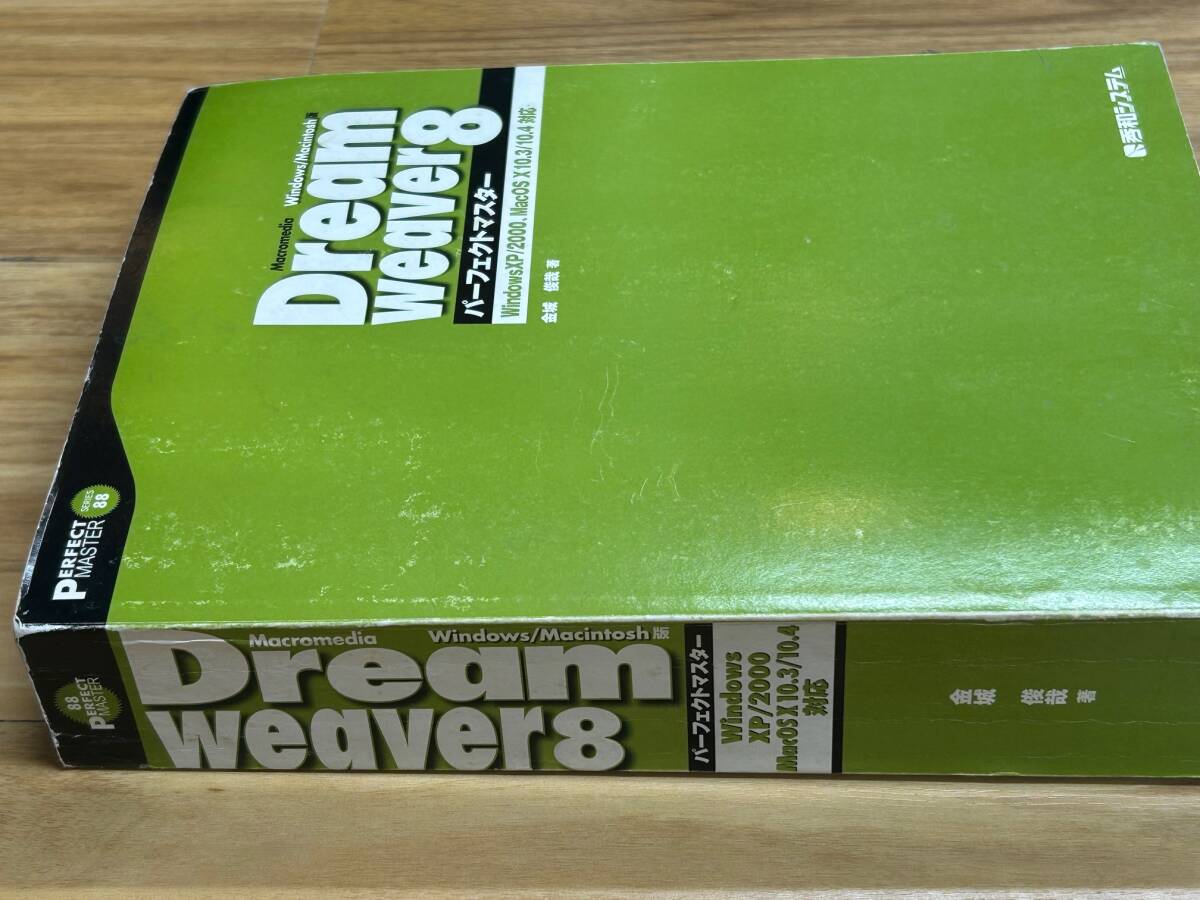 PERFECT
MASTER
SERIES
88
Macromedia Windows/Macintosh版
Dream
weaver8
パーフェクトマスター
WindowsXP/2000、MacOS X 10.3/10.4 対応
金城 俊哉 著
秀和システム
88
PERFECT
MASTER
Macromedia Windows/Macintosh版
Dream
weaver8
パーフェクトマスター
Windows
XP/2000
MacOS X 10.3/10.4
対応
金城 俊哉 著